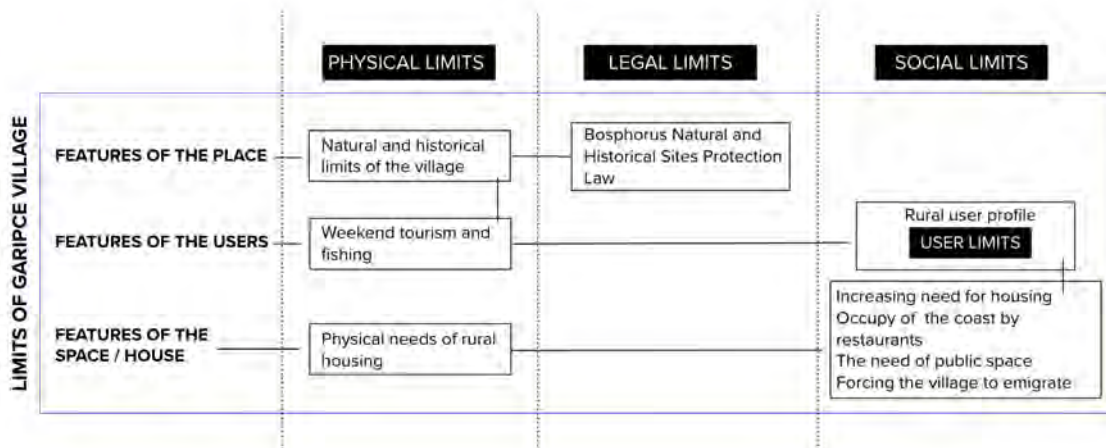 PHYSICAL LIMITS
LEGAL LIMITS
SOCIAL LIMITS
LIMITS OF GARIPCE VILLAGE
FEATURES OF THE PLACE
Natural and historical
limits of the village
Bosphorus Natural and
Historical Sites Protection
Law
FEATURES OF THE USERS
Weekend tourism and
fishing
Rural user profile
USER LIMITS
FEATURES OF THE
SPACE / HOUSE
Physical needs of rural
housing
Increasing need for housing
Occupy of the coast by
restaurants
The need of public space
Forcing the village to emigrate